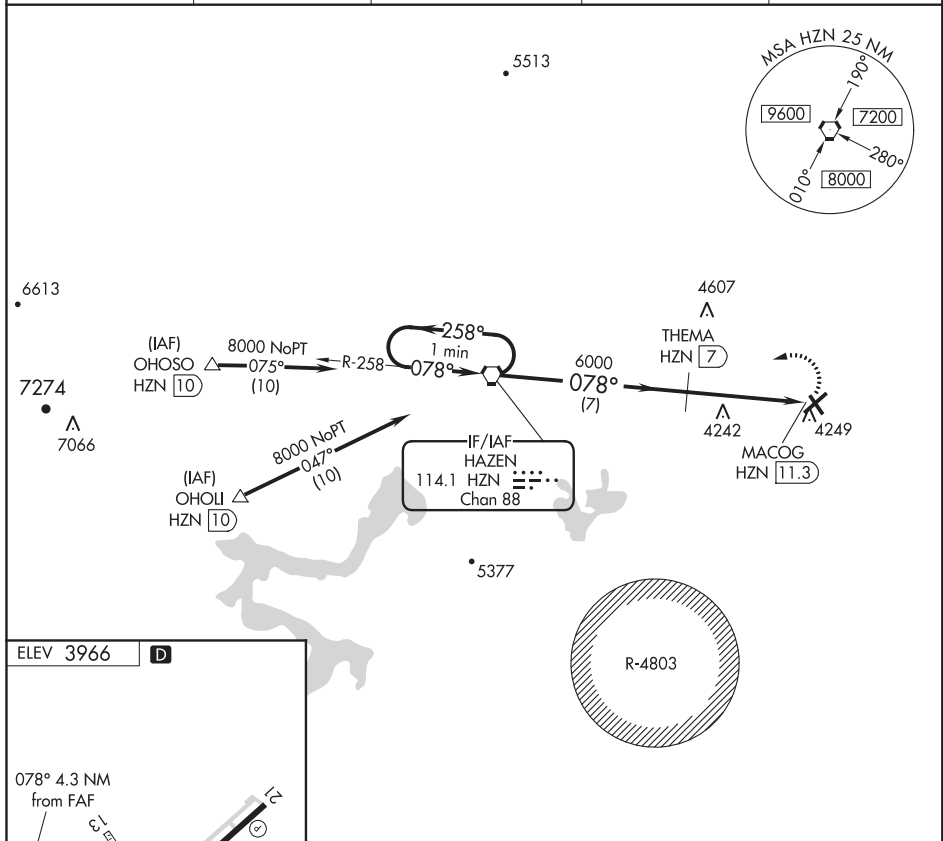 MSA HZN 25 NM
190°
9600
7200
280°
010°
8000
5513
6613
4607
THEMA
HZN 7
(IAF)
OHOSO
HZN 10
8000 NoPT
075°
(10)
R-258
258°
1 min
078°
6000
078°
(7)
7274
7066
4242
4249
MACOG
HZN 11.3
8000 NoPT
047°
(10)
(IAF)
OHOLI
HZN 10
IF/IAF
HAZEN
114.1 HZN
Chan 88
5377
R-4803
ELEV 3966 D
078° 4.3 NM
from FAF
13
21
P